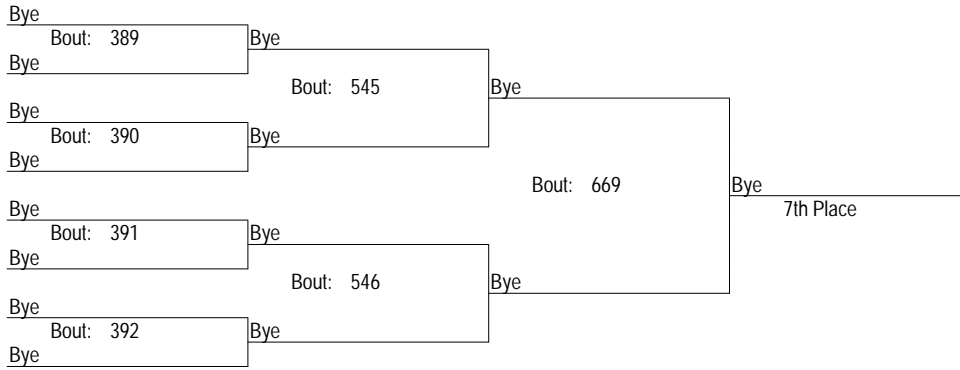 Bye
Bout: 389 Bye
Bye
Bout: 545 Bye
Bye
Bout: 390 Bye
Bye
Bout: 669 Bye
7th Place
Bye
Bout: 391 Bye
Bye
Bout: 546 Bye
Bye
Bout: 392 Bye
Bye